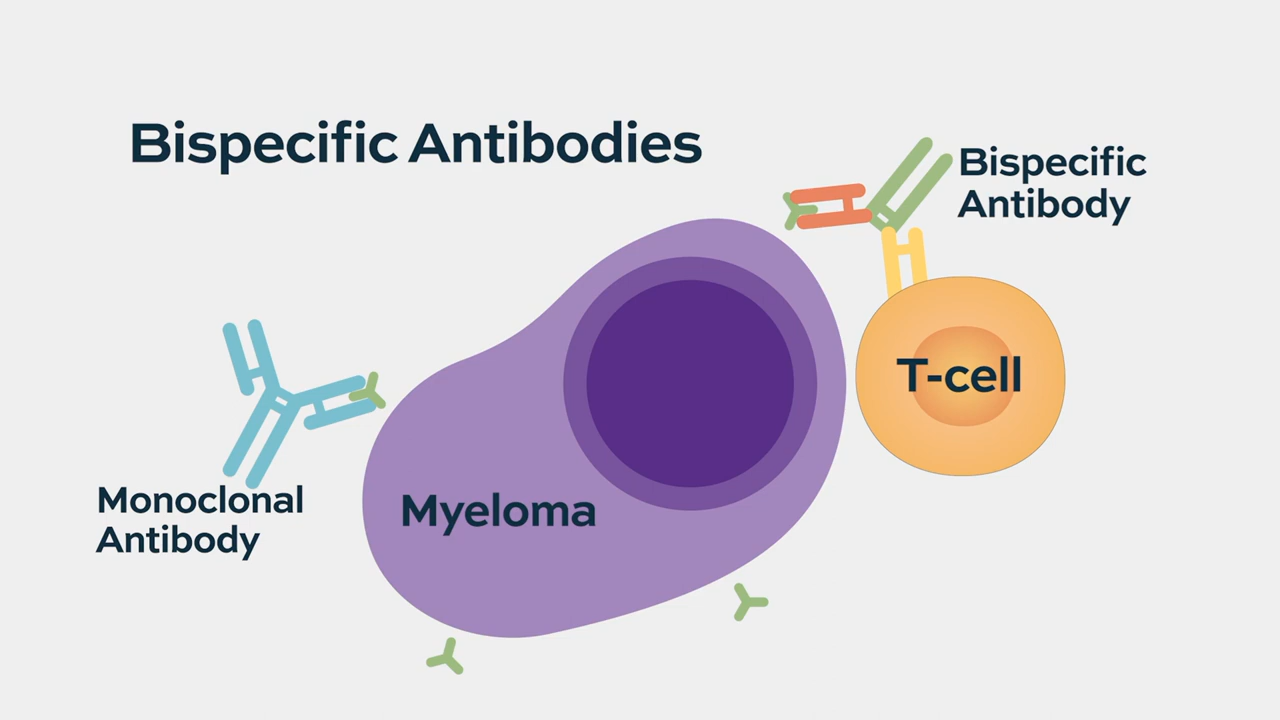 Bispecific Antibodies
Bispecific
Antibody
T-cell
Monoclonal
Antibody
Myeloma